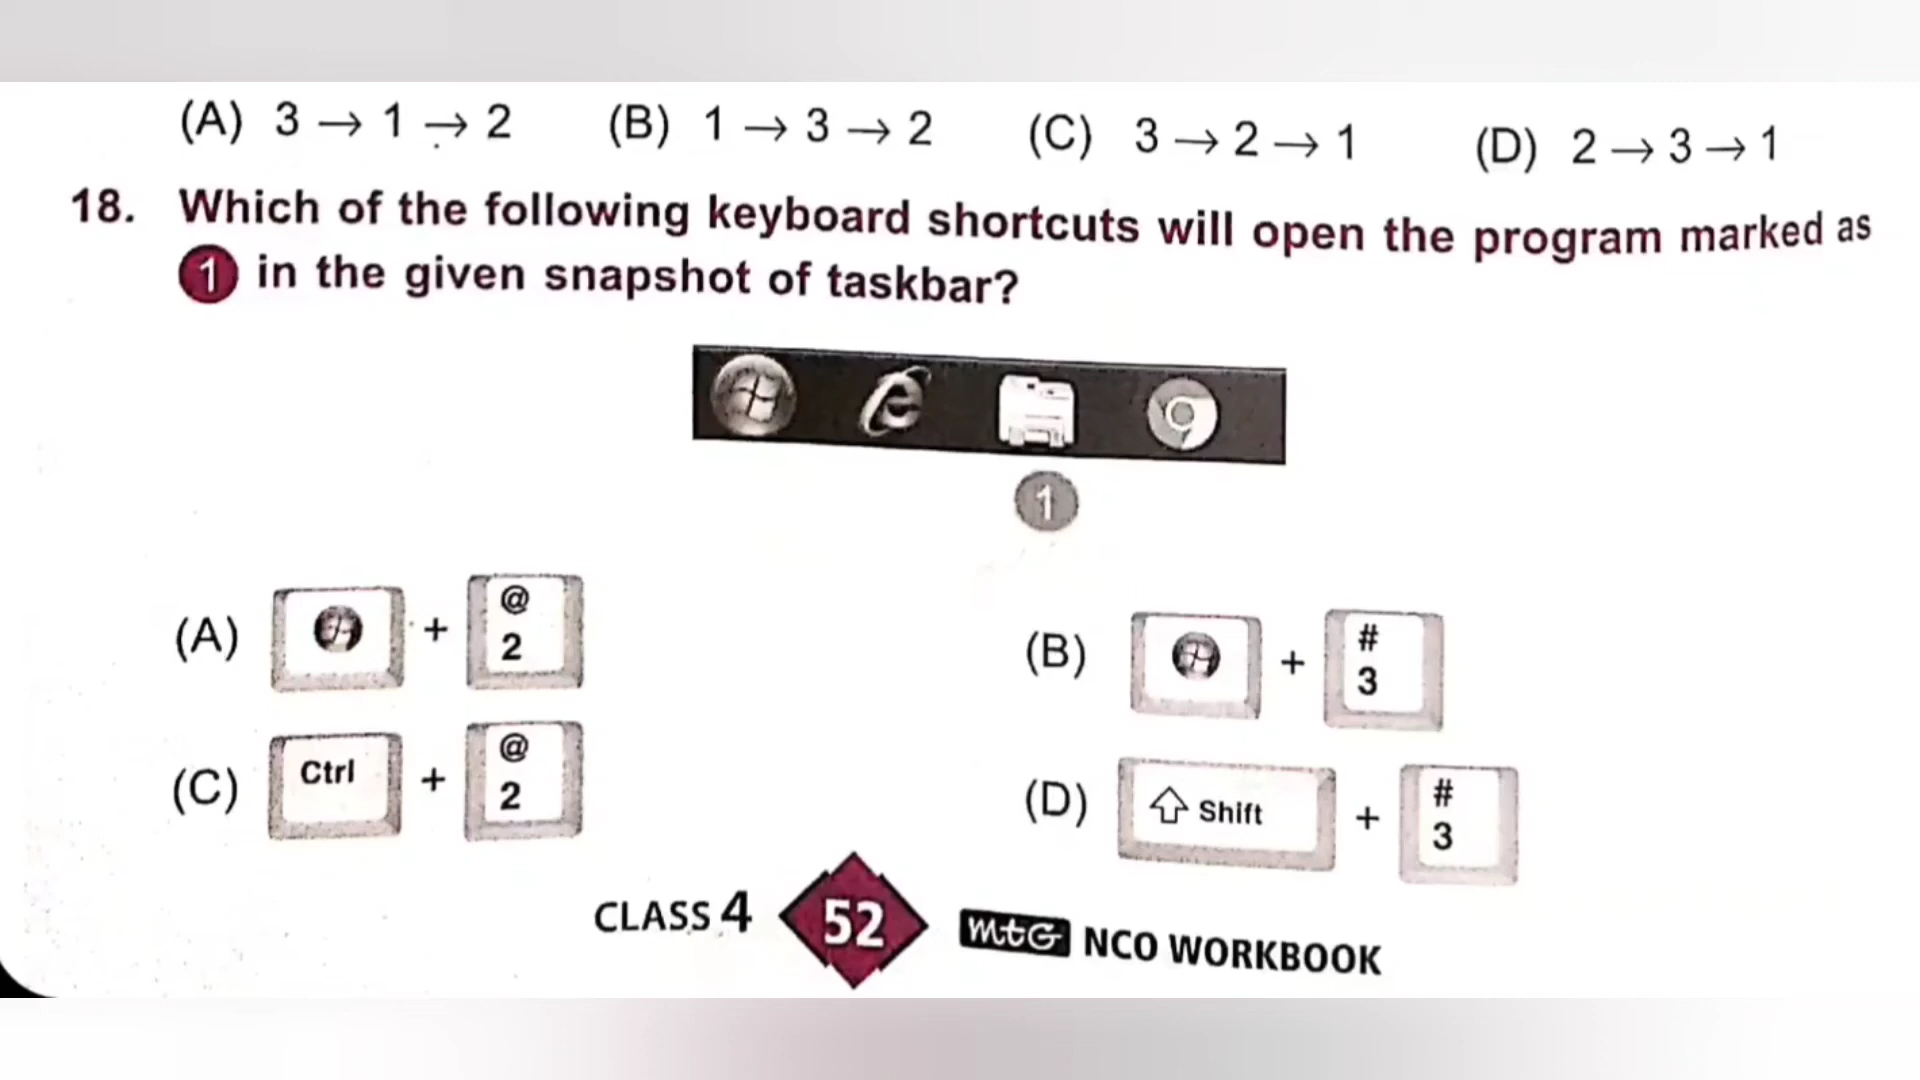 (A) 3 → 1 → 2 (B) 1 → 3 → 2 (C) 3 → 2 → 1 (D) 2 → 3 → 1
18. Which of the following keyboard shortcuts will open the program marked as
1 in the given snapshot of taskbar?
1
(A) + @ 2 (B) + # 3
(C) Ctrl + @ 2 (D) ⇧ Shift + # 3
CLASS 4 52 mtG NCO WORKBOOK